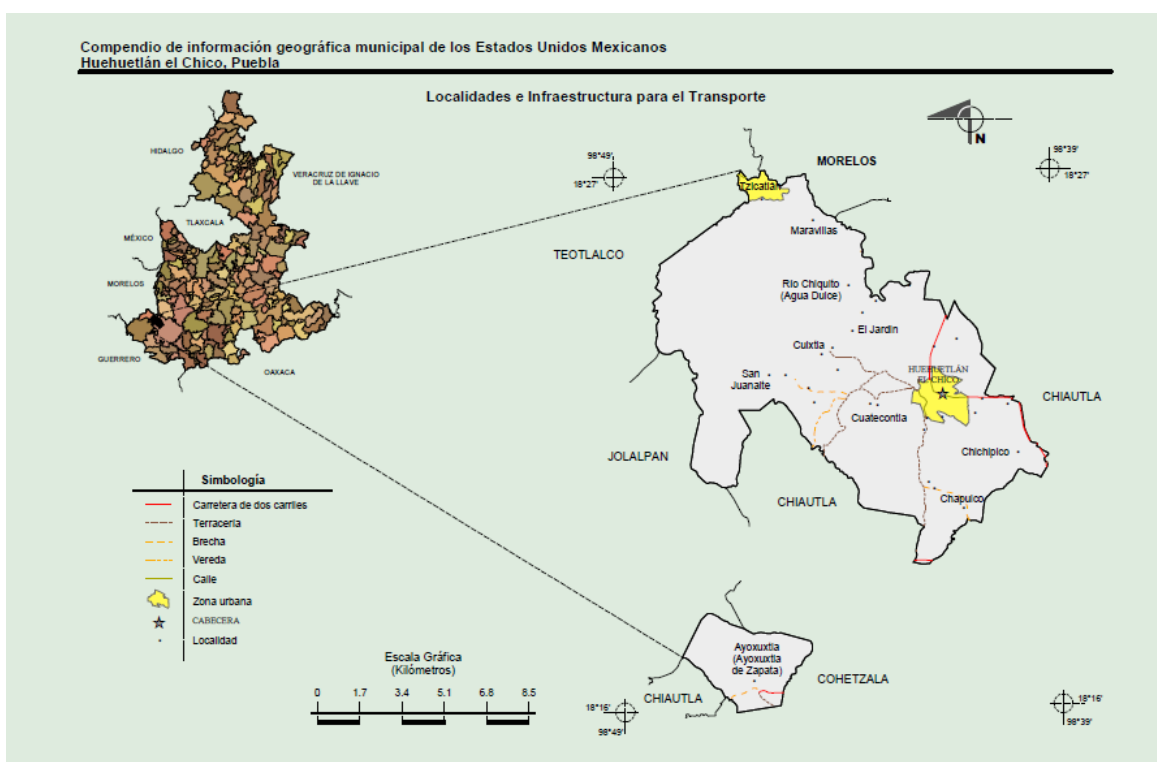 Compendio de información geográfica municipal de los Estados Unidos Mexicanos
Huehuetlán el Chico, Puebla
Localidades e Infraestructura para el Transporte
HIDALGO
VERACRUZ DE IGNACIO
DE LA LLAVE
TLAXCALA
MÉXICO
MORELOS
GUERRERO
OAXACA
N
98°49'
18°27'
MORELOS
98°39'
18°27'
Tzicatlán
Maravillas
TEOTLALCO
Río Chiquito
(Agua Dulce)
El Jardín
Cuixtla
San
Juanaite
HUEHUETLÁN
EL CHICO
CHIAUTLA
Cuatecontla
JOLALPAN
Chichipico
CHIAUTLA
Chapuico
Simbología
Carretera de dos carriles
Terracería
Brecha
Vereda
Calle
Zona urbana
CABECERA
Localidad
Escala Gráfica
(Kilómetros)
0 1.7 3.4 5.1 6.8 8.5
Ayoxuxtla
(Ayoxuxtla
de Zapata)
COHETZALA
CHIAUTLA
18°16'
98°49'
18°16'
98°39'